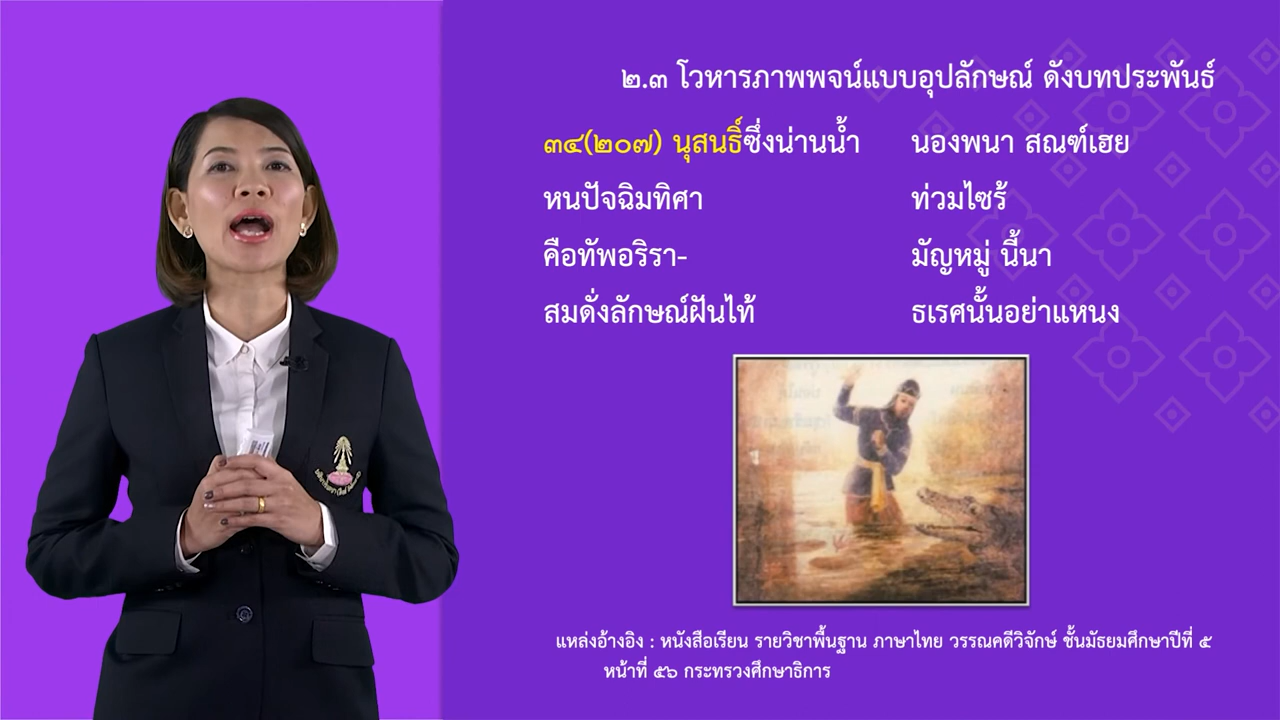 ๒.๓ โวหารภาพพจน์แบบอุปลักษณ์ ดังบทประพันธ์
๓๔(๒๐๗) นุสนธิ์ซึ่งน่านน้ำ นองพนา สณฑ์เฮย
หนปัจฉิมทิศา ท่วมไซร้
คือทัพอริรา- มัญหมู่ นี้นา
สมดั่งลักษณ์ฝันไท้ ธเรศนั้นอย่าแหนง
แหล่งอ้างอิง : หนังสือเรียน รายวิชาพื้นฐาน ภาษาไทย วรรณคดีวิจักษ์ ชั้นมัธยมศึกษาปีที่ ๕
หน้าที่ ๕๖ กระทรวงศึกษาธิการ